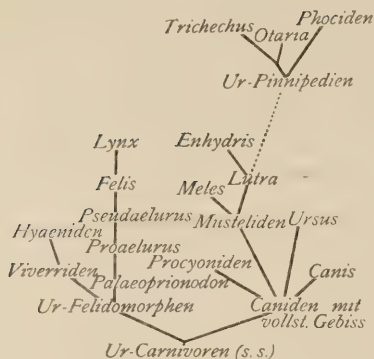 Trichechus
Otaria
Phociden
Ur-Pinnipedien
Lynx
Enhydris
Felis
Lutra
Meles
Pseudaelurus
Musteliden
Ursus
Hyaeniden
Proaelurus
Procyoniden
Viverriden
Palaeoprionodon
Canis
Ur-Felidomorphen
Caniden mit
vollst. Gebiss
Ur-Carnivoren (s. s.)